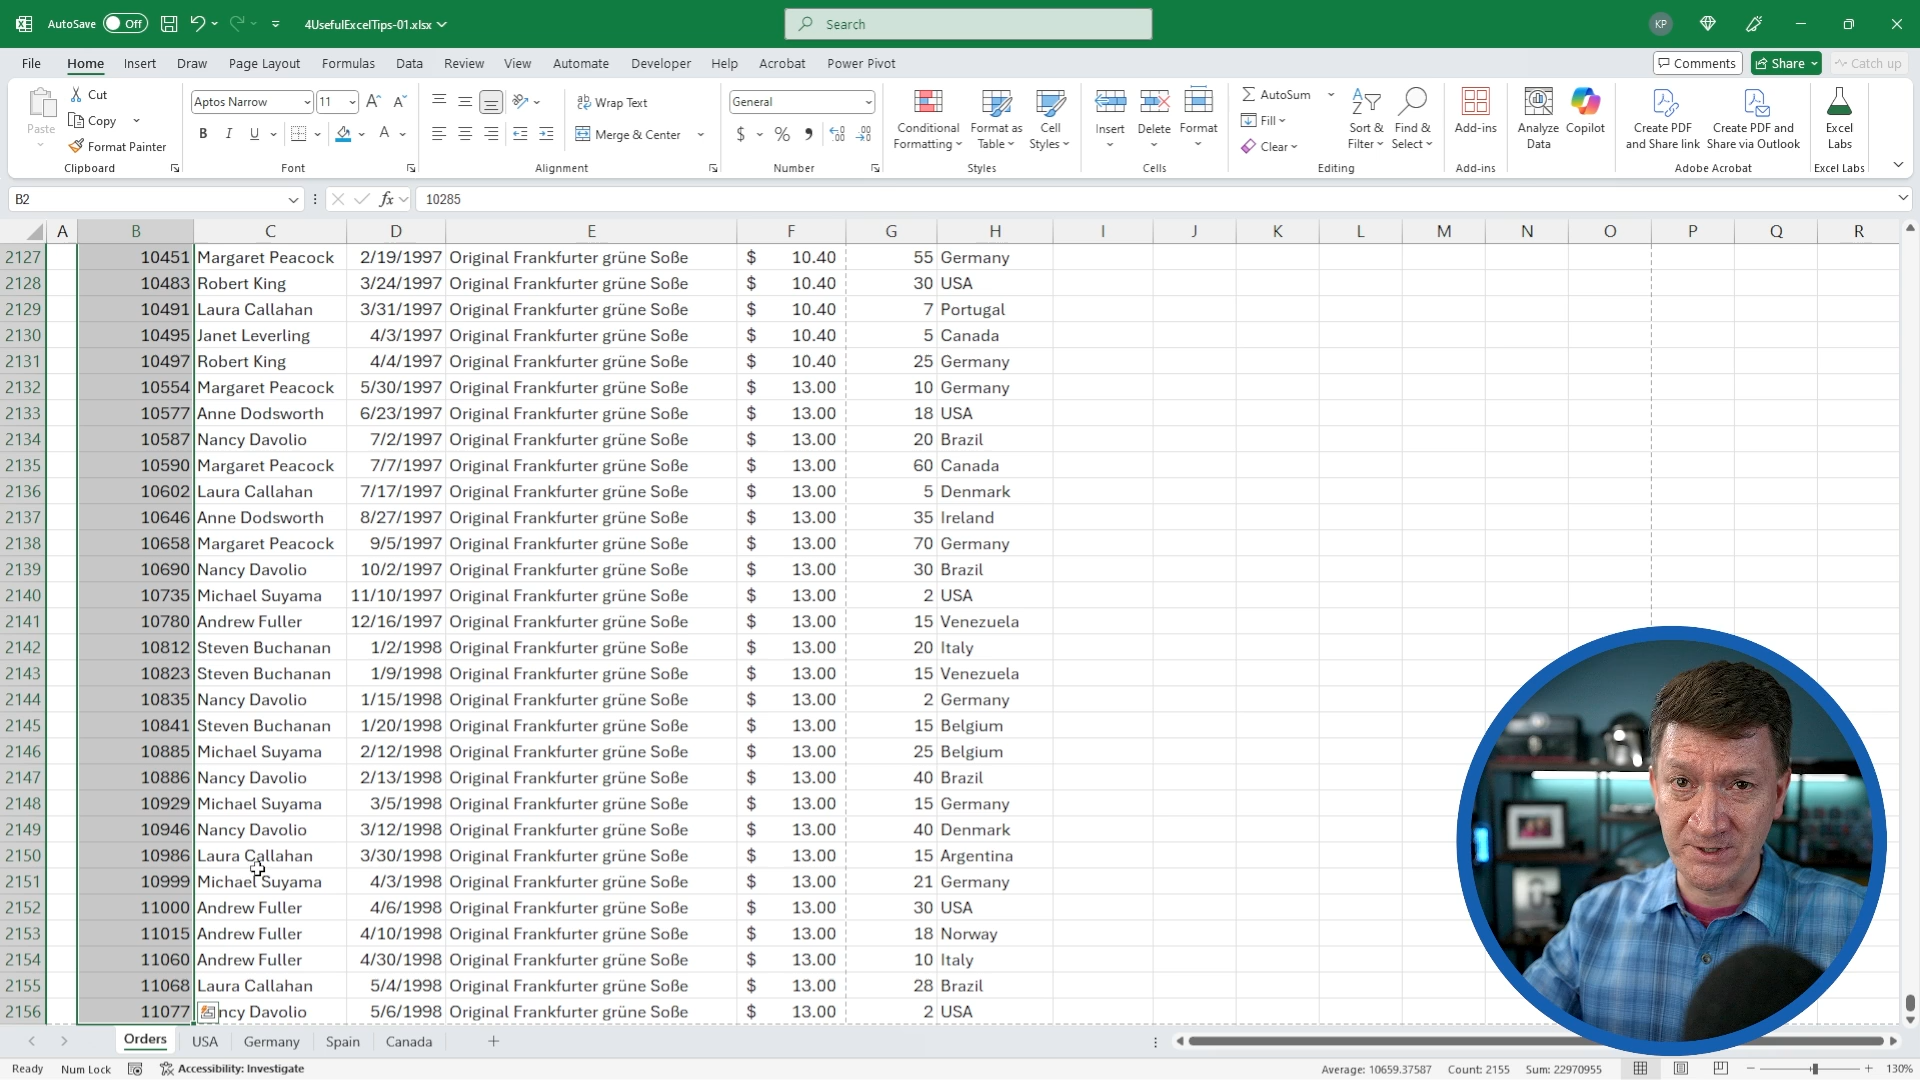 AutoSave Off 4UsefulExcelTips-01.xlsx Search KP
File Home Insert Draw Page Layout Formulas Data Review View Automate Developer Help Acrobat Power Pivot Comments Share Catch up
Paste Cut Copy Format Painter Clipboard
Aptos Narrow 11 B I U A Font
Wrap Text Merge & Center Alignment
General $ % Number
Conditional Formatting Format as Table Cell Styles Styles
Insert Delete Format Cells
AutoSum Fill Clear Sort & Filter Find & Select Editing
Add-ins Add-ins
Analyze Data Copilot
Create PDF and Share link Create PDF and Share via Outlook Adobe Acrobat
Excel Labs Excel Labs
B2 fx 10285
A B C D E F G H I J K L M N O P Q R
2127 10451 Margaret Peacock 2/19/1997 Original Frankfurter grüne Soße $ 10.40 55 Germany
2128 10483 Robert King 3/24/1997 Original Frankfurter grüne Soße $ 10.40 30 USA
2129 10491 Laura Callahan 3/31/1997 Original Frankfurter grüne Soße $ 10.40 7 Portugal
2130 10495 Janet Leverling 4/3/1997 Original Frankfurter grüne Soße $ 10.40 5 Canada
2131 10497 Robert King 4/4/1997 Original Frankfurter grüne Soße $ 10.40 25 Germany
2132 10554 Margaret Peacock 5/30/1997 Original Frankfurter grüne Soße $ 13.00 10 Germany
2133 10577 Anne Dodsworth 6/23/1997 Original Frankfurter grüne Soße $ 13.00 18 USA
2134 10587 Nancy Davolio 7/2/1997 Original Frankfurter grüne Soße $ 13.00 20 Brazil
2135 10590 Margaret Peacock 7/7/1997 Original Frankfurter grüne Soße $ 13.00 60 Canada
2136 10602 Laura Callahan 7/17/1997 Original Frankfurter grüne Soße $ 13.00 5 Denmark
2137 10646 Anne Dodsworth 8/27/1997 Original Frankfurter grüne Soße $ 13.00 35 Ireland
2138 10658 Margaret Peacock 9/5/1997 Original Frankfurter grüne Soße $ 13.00 70 Germany
2139 10690 Nancy Davolio 10/2/1997 Original Frankfurter grüne Soße $ 13.00 30 Brazil
2140 10735 Michael Suyama 11/10/1997 Original Frankfurter grüne Soße $ 13.00 2 USA
2141 10780 Andrew Fuller 12/16/1997 Original Frankfurter grüne Soße $ 13.00 15 Venezuela
2142 10812 Steven Buchanan 1/2/1998 Original Frankfurter grüne Soße $ 13.00 20 Italy
2143 10823 Steven Buchanan 1/9/1998 Original Frankfurter grüne Soße $ 13.00 15 Venezuela
2144 10835 Nancy Davolio 1/15/1998 Original Frankfurter grüne Soße $ 13.00 2 Germany
2145 10841 Steven Buchanan 1/20/1998 Original Frankfurter grüne Soße $ 13.00 15 Belgium
2146 10885 Michael Suyama 2/12/1998 Original Frankfurter grüne Soße $ 13.00 25 Belgium
2147 10886 Nancy Davolio 2/13/1998 Original Frankfurter grüne Soße $ 13.00 40 Brazil
2148 10929 Michael Suyama 3/5/1998 Original Frankfurter grüne Soße $ 13.00 15 Germany
2149 10946 Nancy Davolio 3/12/1998 Original Frankfurter grüne Soße $ 13.00 40 Denmark
2150 10986 Laura Callahan 3/30/1998 Original Frankfurter grüne Soße $ 13.00 15 Argentina
2151 10999 Michael Suyama 4/3/1998 Original Frankfurter grüne Soße $ 13.00 21 Germany
2152 11000 Andrew Fuller 4/6/1998 Original Frankfurter grüne Soße $ 13.00 30 USA
2153 11015 Andrew Fuller 4/10/1998 Original Frankfurter grüne Soße $ 13.00 18 Norway
2154 11060 Andrew Fuller 4/30/1998 Original Frankfurter grüne Soße $ 13.00 10 Italy
2155 11068 Laura Callahan 5/4/1998 Original Frankfurter grüne Soße $ 13.00 28 Brazil
2156 11077 ncy Davolio 5/6/1998 Original Frankfurter grüne Soße $ 13.00 2 USA
Orders USA Germany Spain Canada
Ready Num Lock Accessibility: Investigate Average: 10659.37587 Count: 2155 Sum: 22970955 130%